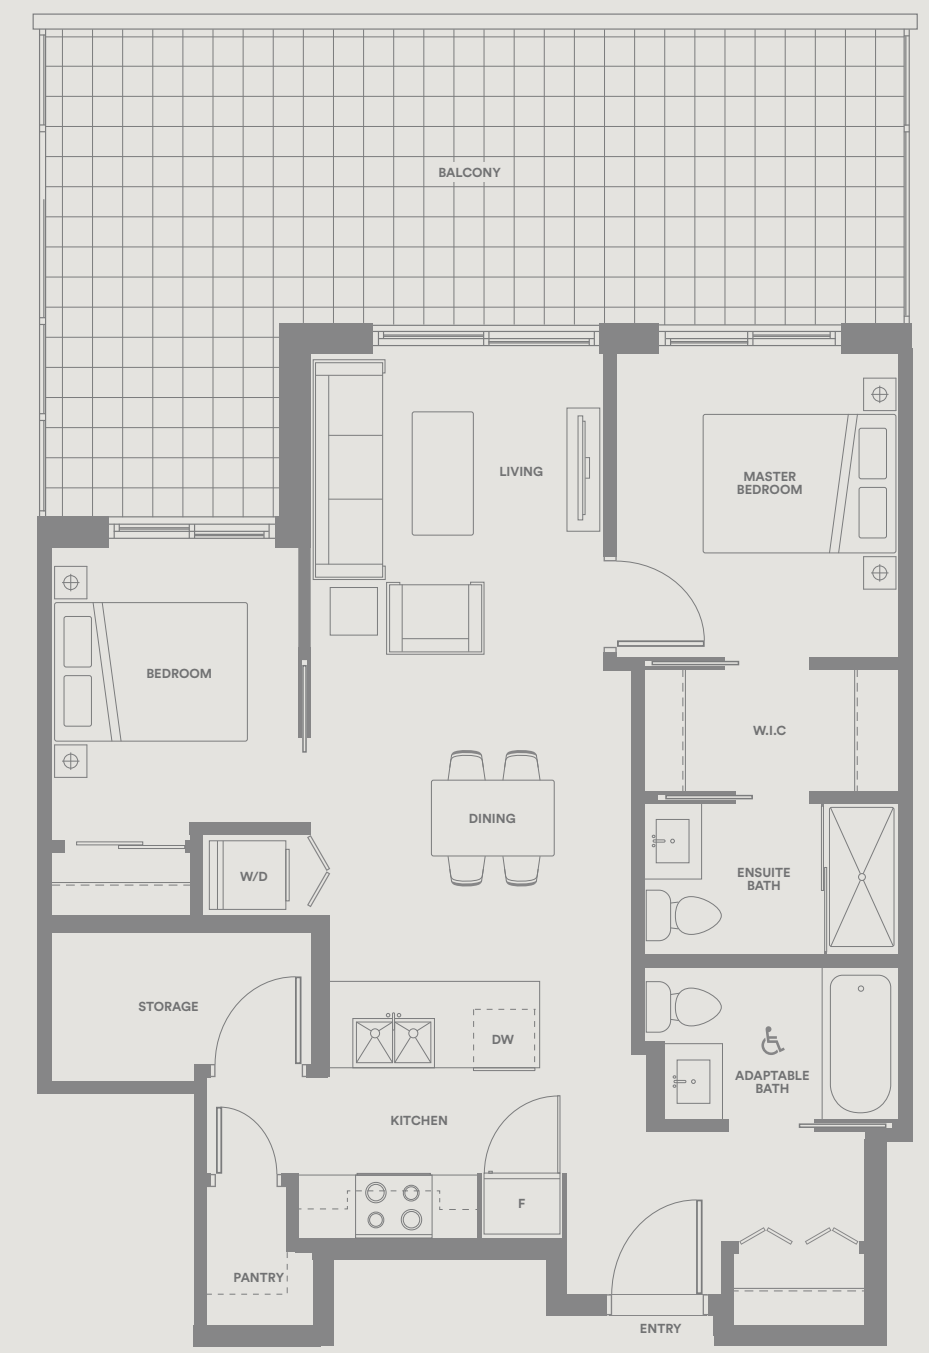 BALCONY
LIVING
MASTER
BEDROOM
BEDROOM
W.I.C
DINING
W/D
ENSUITE
BATH
STORAGE
DW
ADAPTABLE
BATH
KITCHEN
F
PANTRY
ENTRY